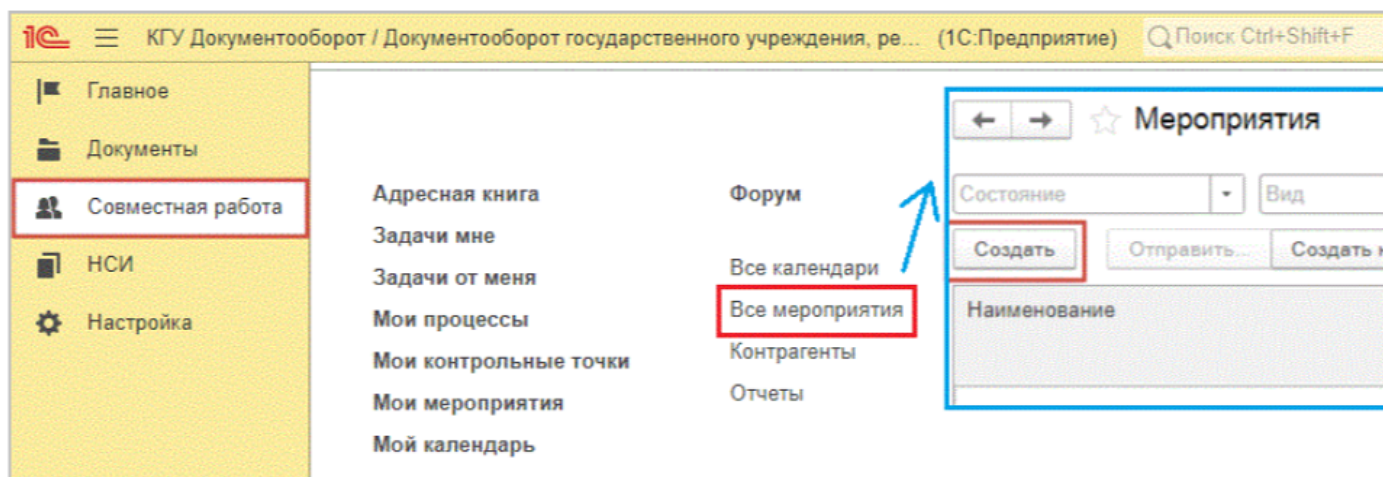 1С КГУ Документооборот / Документооборот государственного учреждения, ре... (1С:Предприятие) Поиск Ctrl+Shift+F
Главное
Документы
Совместная работа
НСИ
Настройка
Адресная книга
Задачи мне
Задачи от меня
Мои процессы
Мои контрольные точки
Мои мероприятия
Мой календарь
Форум
Все календари
Все мероприятия
Контрагенты
Отчеты
Мероприятия
Состояние Вид
Создать Отправить... Создать
Наименование